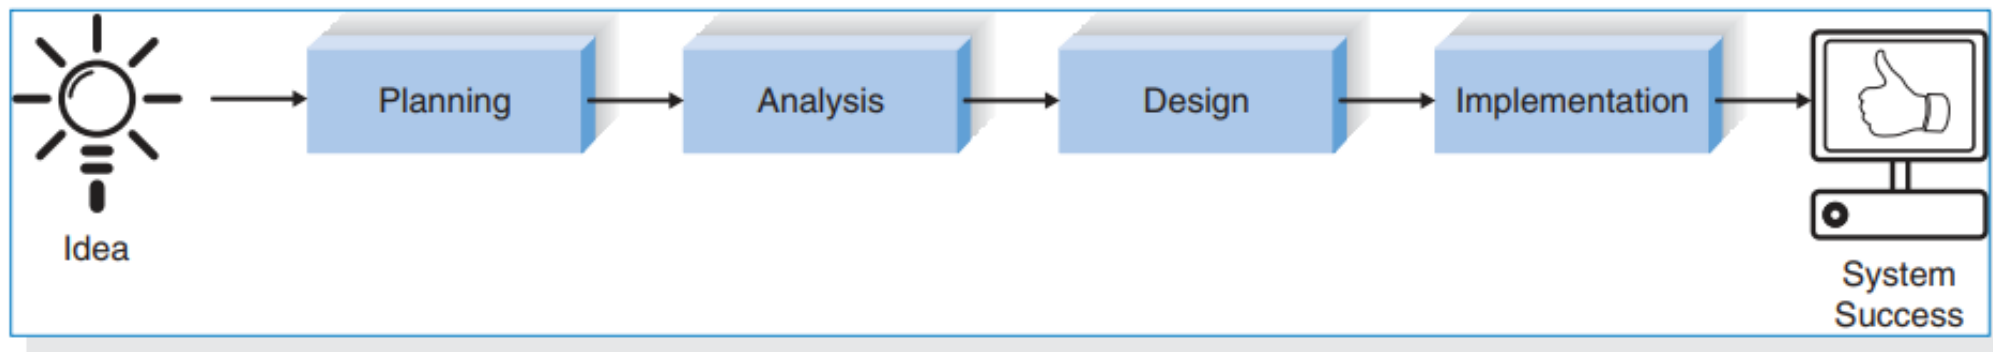 Planning
Analysis
Design
Implementation
Idea
System
Success